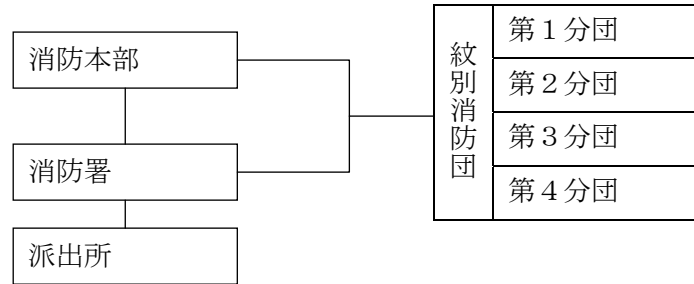 消防本部
消防署
派出所
紋別消防団
第１分団
第２分団
第３分団
第４分団